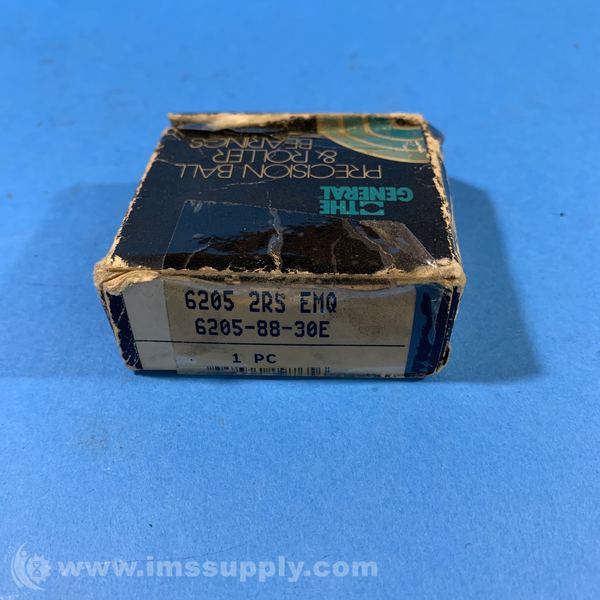 THE
GENERAL
PRECISION BALL
& ROLLER
BEARINGS
6205 2RS EMQ
6205-88-30E
1 PC
www.imssupply.com